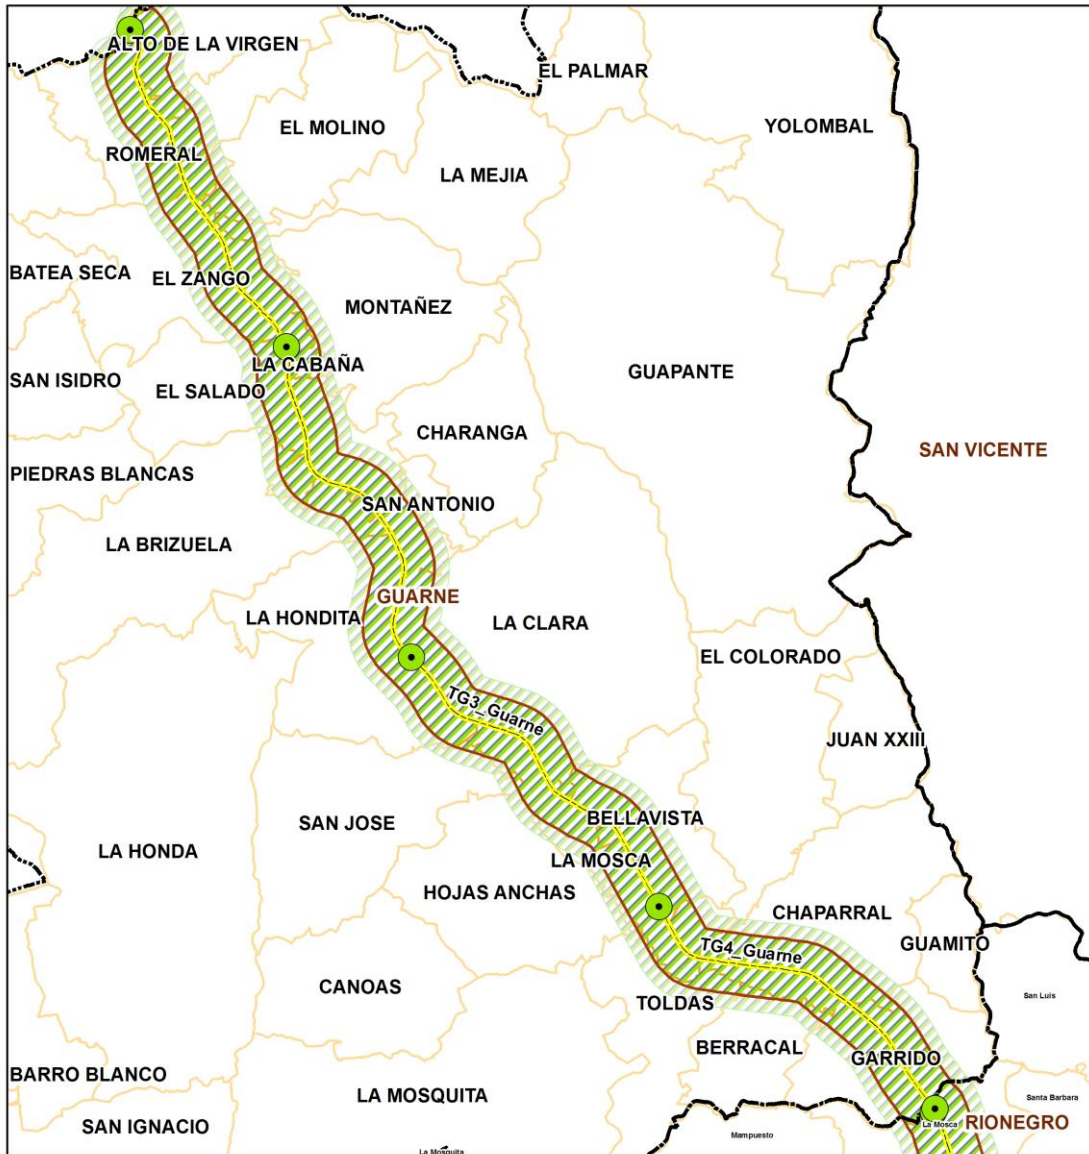 ALTO DE LA VIRGEN
EL PALMAR
EL MOLINO
YOLOMBAL
ROMERAL
LA MEJIA
BATEA SECA
EL ZANGO
MONTAÑEZ
LA CABAÑA
GUAPANTE
SAN ISIDRO
EL SALADO
CHARANGA
SAN VICENTE
PIEDRAS BLANCAS
SAN ANTONIO
LA BRIZUELA
GUARNE
LA HONDITA
LA CLARA
EL COLORADO
TG3_Guarne
JUAN XXIII
SAN JOSE
BELLAVISTA
LA HONDA
LA MOSCA
HOJAS ANCHAS
CHAPARRAL
GUAMITO
TG4_Guarne
CANOAS
San Luis
TOLDAS
BERRACAL
GARRIDO
BARRO BLANCO
LA MOSQUITA
Santa Barbara
SAN IGNACIO
La Mosca
RIONEGRO
Mampuesto
La Mosquita